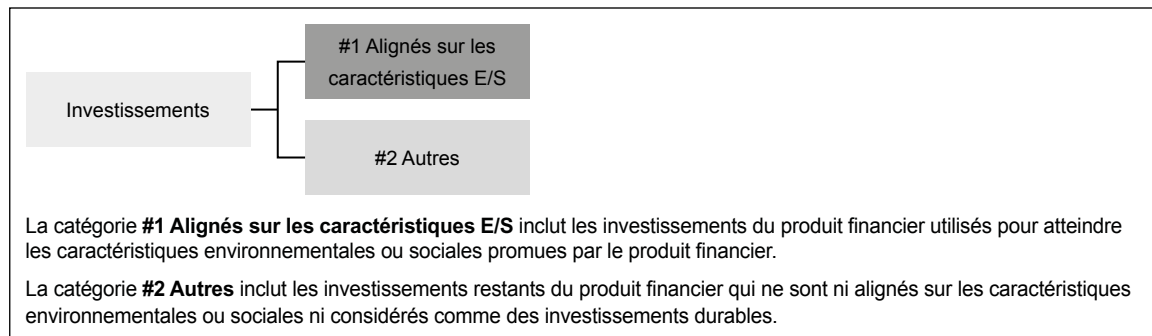 #1 Alignés sur les
caractéristiques E/S
Investissements
#2 Autres
La catégorie #1 Alignés sur les caractéristiques E/S inclut les investissements du produit financier utilisés pour atteindre
les caractéristiques environnementales ou sociales promues par le produit financier.
La catégorie #2 Autres inclut les investissements restants du produit financier qui ne sont ni alignés sur les caractéristiques
environnementales ou sociales ni considérés comme des investissements durables.